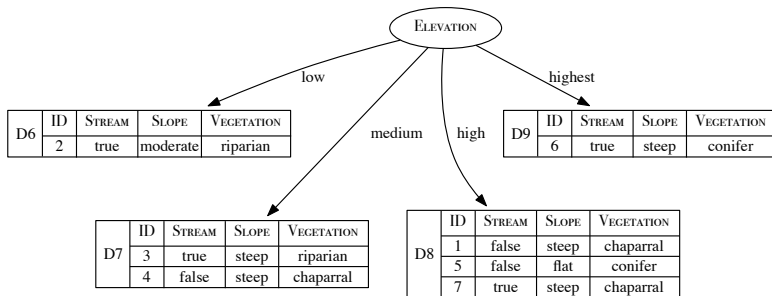 ELEVATION
low
medium
high
highest
D6
ID STREAM SLOPE VEGETATION
2 true moderate riparian
D9
ID STREAM SLOPE VEGETATION
6 true steep conifer
D7
ID STREAM SLOPE VEGETATION
3 true steep riparian
4 false steep chaparral
D8
ID STREAM SLOPE VEGETATION
1 false steep chaparral
5 false flat conifer
7 true steep chaparral